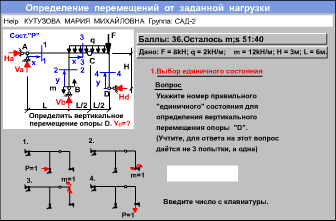 Определение перемещений от заданной нагрузки
Help КУТУЗОВА МАРИЯ МИХАЙЛОВНА Группа: САД-2
Баллы: 36.Осталось m;s 51:40
Дано: F = 8kH; q = 2kH/м; m = 12kH/м; H = 3м; L = 6м.
Сост."P"
A
1
3
C
q
F
Ha
Va
x
y
2
m
B
Vb
4
D
Hd
H
L
L/2
L/2
Определить вертикальное
перемещение опоры D. Yb=?
1.Выбор единичного состояния
Вопрос
Укажите номер правильного
"единичного" состояния для
определения вертикального
перемещения опоры "D".
(Учтите, для ответа на этот вопрос
даётся не 3 попытки, а одна)
1.
P=1
2.
m=1
3.
m=1
4.
P=1
Введите число с клавиатуры.